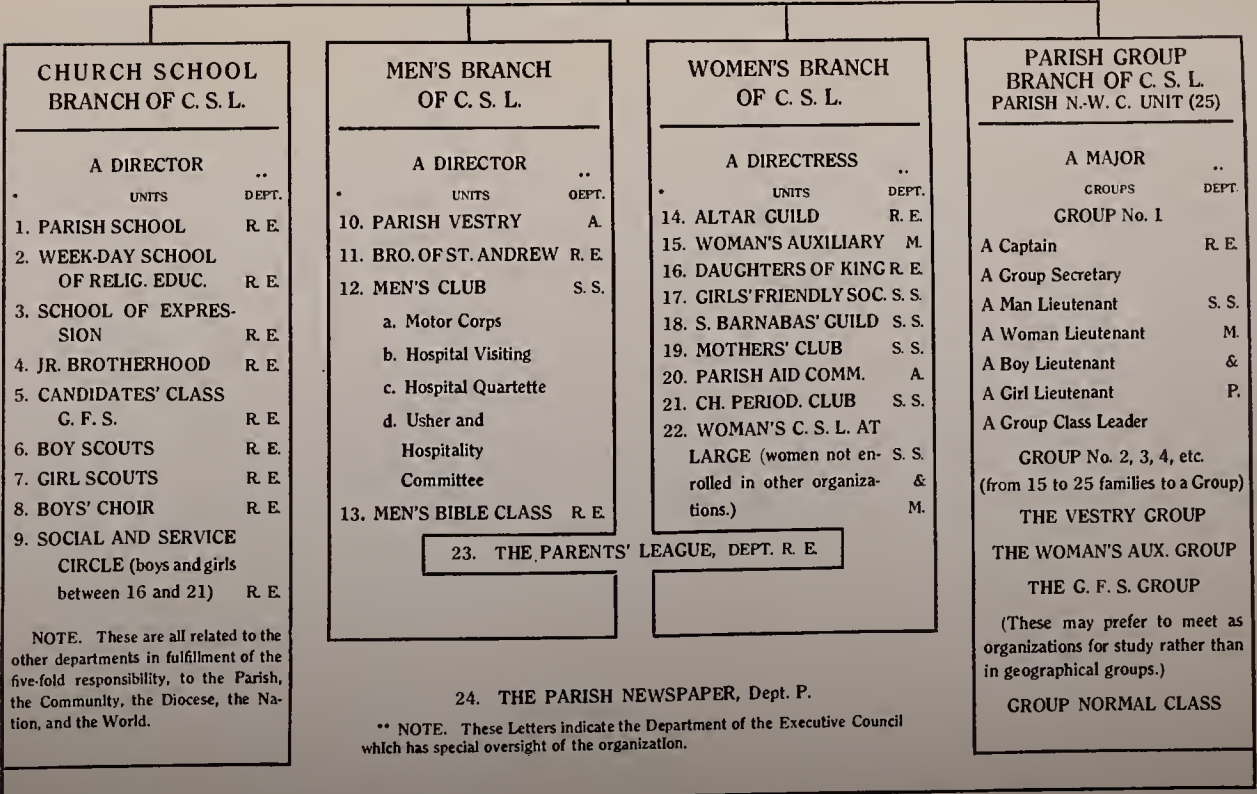 CHURCH SCHOOL
BRANCH OF C. S. L.
A DIRECTOR ..
• UNITS DEPT.
1. PARISH SCHOOL R. E.
2. WEEK-DAY SCHOOL
OF RELIG. EDUC. R. E.
3. SCHOOL OF EXPRES-
SION R. E.
4. JR. BROTHERHOOD R. E.
5. CANDIDATES' CLASS
G. F. S. R. E.
6. BOY SCOUTS R. E.
7. GIRL SCOUTS R. E.
8. BOYS' CHOIR R. E.
9. SOCIAL AND SERVICE
CIRCLE (boys and girls
between 16 and 21) R. E.
NOTE. These are all related to the
other departments in fulfillment of the
five-fold responsibility, to the Parish,
the Community, the Diocese, the Na-
tion, and the World.
MEN'S BRANCH
OF C. S. L.
A DIRECTOR ..
• UNITS DEPT.
10. PARISH VESTRY A.
11. BRO. OF ST. ANDREW R. E.
12. MEN'S CLUB S. S.
a. Motor Corps
b. Hospital Visiting
c. Hospital Quartette
d. Usher and
Hospitality
Committee
13. MEN'S BIBLE CLASS R. E.
WOMEN'S BRANCH
OF C. S. L.
A DIRECTRESS ..
• UNITS DEPT.
14. ALTAR GUILD R. E.
15. WOMAN'S AUXILIARY M.
16. DAUGHTERS OF KING R. E.
17. GIRLS' FRIENDLY SOC. S. S.
18. S. BARNABAS' GUILD S. S.
19. MOTHERS' CLUB S. S.
20. PARISH AID COMM. A.
21. CH. PERIOD. CLUB S. S.
22. WOMAN'S C. S. L. AT
LARGE (women not en- S. S.
rolled in other organiza- &
tions.) M.
23. THE PARENTS' LEAGUE, DEPT. R. E.
24. THE PARISH NEWSPAPER, Dept. P.
•• NOTE. These Letters indicate the Department of the Executive Council
which has special oversight of the organization.
PARISH GROUP
BRANCH OF C. S. L.
PARISH N.-W. C. UNIT (25)
A MAJOR ..
GROUPS DEPT.
GROUP No. 1
A Captain R. E.
A Group Secretary
A Man Lieutenant S. S.
A Woman Lieutenant M.
A Boy Lieutenant &
A Girl Lieutenant P.
A Group Class Leader
GROUP No. 2, 3, 4, etc.
(from 15 to 25 families to a Group)
THE VESTRY GROUP
THE WOMAN'S AUX. GROUP
THE G. F. S. GROUP
(These may prefer to meet as
organizations for study rather than
in geographical groups.)
GROUP NORMAL CLASS